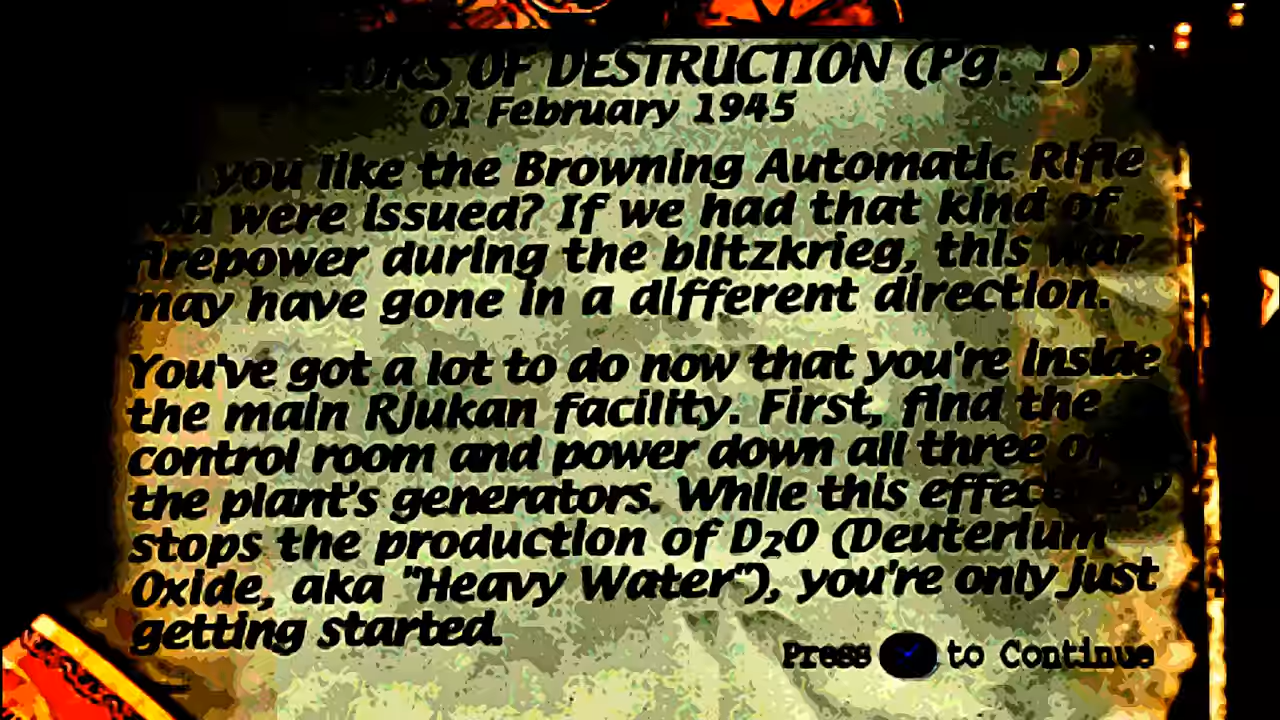 OF DESTRUCTION (Pg. 1)
01 February 1945
you like the Browning Automatic Rifle
you were issued? If we had that kind of
firepower during the blitzkrieg, this war
may have gone in a different direction.
You've got a lot to do now that you're inside
the main Rjukan facility. First, find the
control room and power down all three of
the plant's generators. While this effectively
stops the production of D₂O (Deuterium
Oxide, aka "Heavy Water"), you're only just
getting started.
Press to Continue